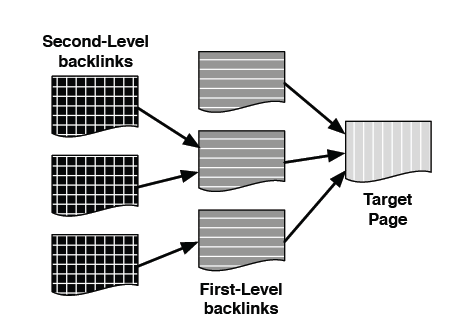 Second-Level
backlinks
Target
Page
First-Level
backlinks